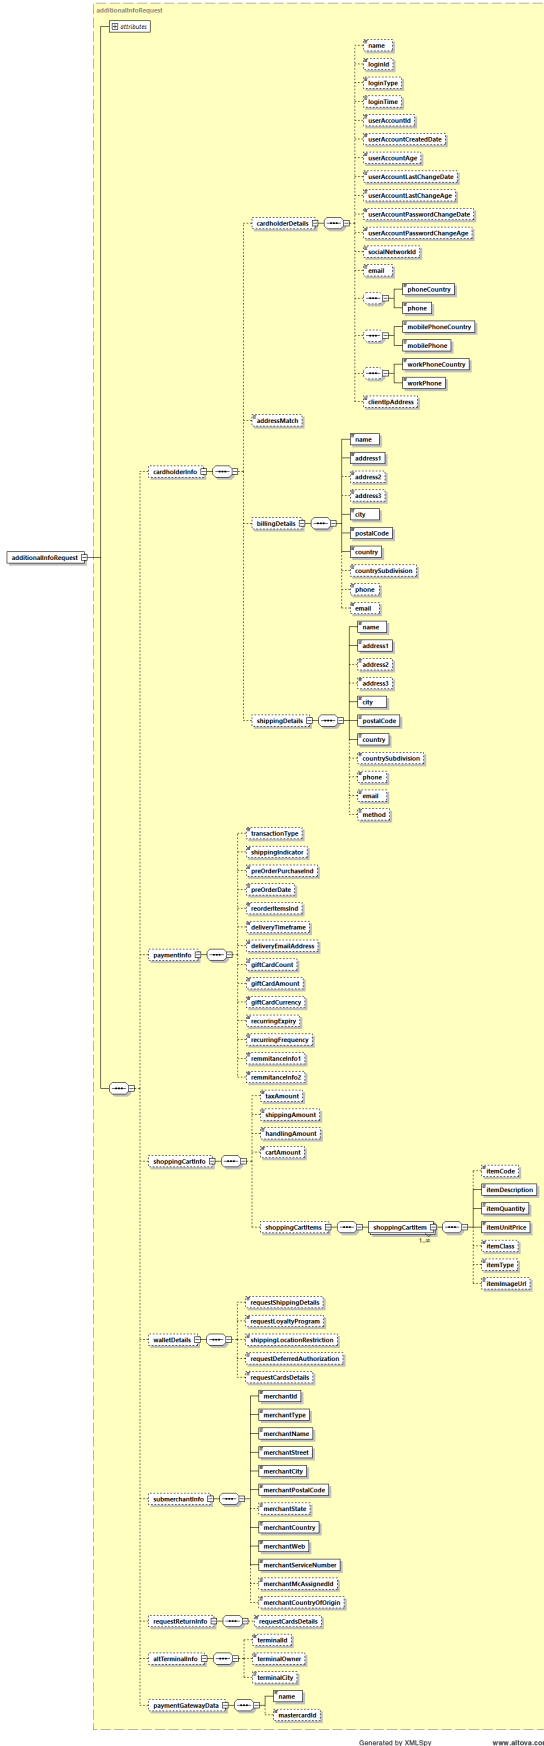 additionalInfoRequest
attributes
name
loginId
loginType
loginTime
userAccountId
userAccountCreatedDate
userAccountAge
userAccountLastChangeDate
userAccountLastChangeAge
userAccountPasswordChangeDate
cardholderDetails
userAccountPasswordChangeAge
socialNetworkId
email
phoneCountry
phone
mobilePhoneCountry
mobilePhone
workPhoneCountry
workPhone
clientIpAddress
addressMatch
name
address1
cardholderInfo
address2
address3
city
billingDetails
postalCode
country
additionalInfoRequest
countrySubdivision
phone
email
name
address1
address2
address3
city
shippingDetails
postalCode
country
countrySubdivision
phone
email
method
transactionType
shippingIndicator
preOrderPurchaseInd
preOrderDate
reorderItemsInd
deliveryTimeframe
deliveryEmailAddress
paymentInfo
giftCardCount
giftCardAmount
giftCardCurrency
recurringExpiry
recurringFrequency
remmitanceInfo1
remmitanceInfo2
taxAmount
shippingAmount
handlingAmount
cartAmount
shoppingCartInfo
itemCode
itemDescription
itemQuantity
shoppingCartItems
shoppingCartItem
itemUnitPrice
1..∞
itemClass
itemType
itemImageUrl
requestShippingDetails
requestLoyaltyProgram
walletDetails
shippingLocationRestriction
requestDeferredAuthorization
requestCardsDetails
merchantId
merchantType
merchantName
merchantStreet
merchantCity
merchantPostalCode
submerchantInfo
merchantState
merchantCountry
merchantWeb
merchantServiceNumber
merchantMcAssignedId
merchantCountryOfOrigin
requestReturnInfo
requestCardsDetails
terminalId
altTerminalInfo
terminalOwner
terminalCity
name
paymentGatewayData
mastercardId
Generated by XMLSpy
www.altova.com